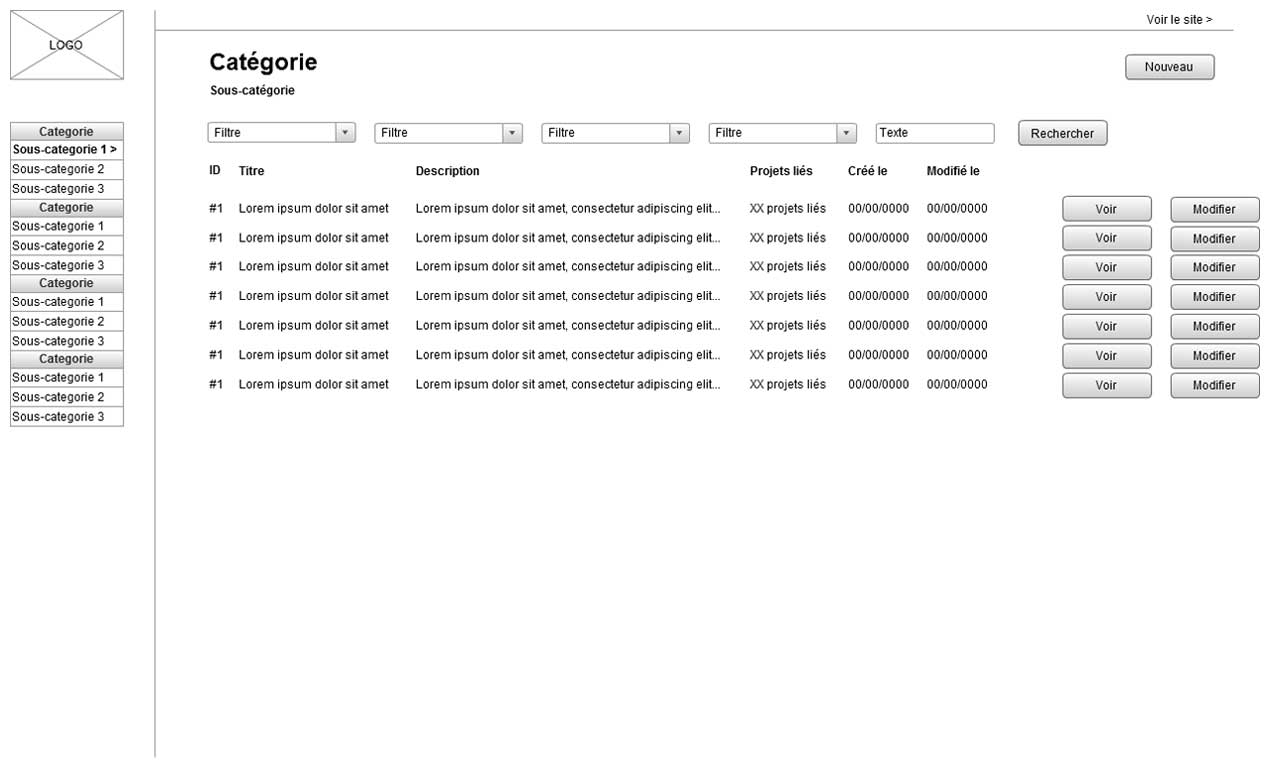 Voir le site >
LOGO
Catégorie
Nouveau
Sous-catégorie
Categorie
Sous-categorie 1 >
Sous-categorie 2
Sous-categorie 3
Categorie
Sous-categorie 1
Sous-categorie 2
Sous-categorie 3
Categorie
Sous-categorie 1
Sous-categorie 2
Sous-categorie 3
Categorie
Sous-categorie 1
Sous-categorie 2
Sous-categorie 3
Filtre Filtre Filtre Filtre Texte Rechercher
ID Titre Description Projets liés Créé le Modifié le
#1 Lorem ipsum dolor sit amet Lorem ipsum dolor sit amet, consectetur adipiscing elit... XX projets liés 00/00/0000 00/00/0000 Voir Modifier
#1 Lorem ipsum dolor sit amet Lorem ipsum dolor sit amet, consectetur adipiscing elit... XX projets liés 00/00/0000 00/00/0000 Voir Modifier
#1 Lorem ipsum dolor sit amet Lorem ipsum dolor sit amet, consectetur adipiscing elit... XX projets liés 00/00/0000 00/00/0000 Voir Modifier
#1 Lorem ipsum dolor sit amet Lorem ipsum dolor sit amet, consectetur adipiscing elit... XX projets liés 00/00/0000 00/00/0000 Voir Modifier
#1 Lorem ipsum dolor sit amet Lorem ipsum dolor sit amet, consectetur adipiscing elit... XX projets liés 00/00/0000 00/00/0000 Voir Modifier
#1 Lorem ipsum dolor sit amet Lorem ipsum dolor sit amet, consectetur adipiscing elit... XX projets liés 00/00/0000 00/00/0000 Voir Modifier
#1 Lorem ipsum dolor sit amet Lorem ipsum dolor sit amet, consectetur adipiscing elit... XX projets liés 00/00/0000 00/00/0000 Voir Modifier